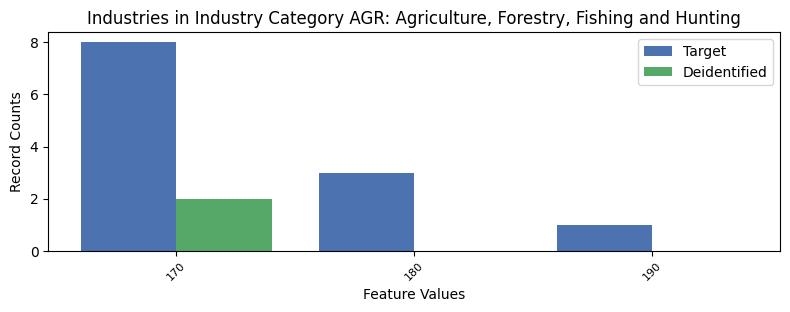 Industries in Industry Category AGR: Agriculture, Forestry, Fishing and Hunting
Target
Deidentified
Record Counts
8
6
4
2
0
170
180
190
Feature Values